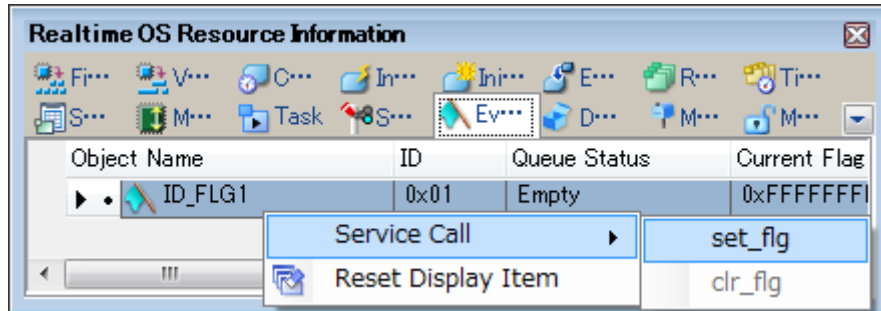 Realtime OS Resource Information
Fi··· V··· C··· In··· Ini··· E··· R··· Ti···
S··· M··· Task S··· Ev··· D··· M··· M···
Object Name ID Queue Status Current Flag
ID_FLG1 0x01 Empty 0xFFFFFFF
Service Call set_flg
Reset Display Item clr_flg